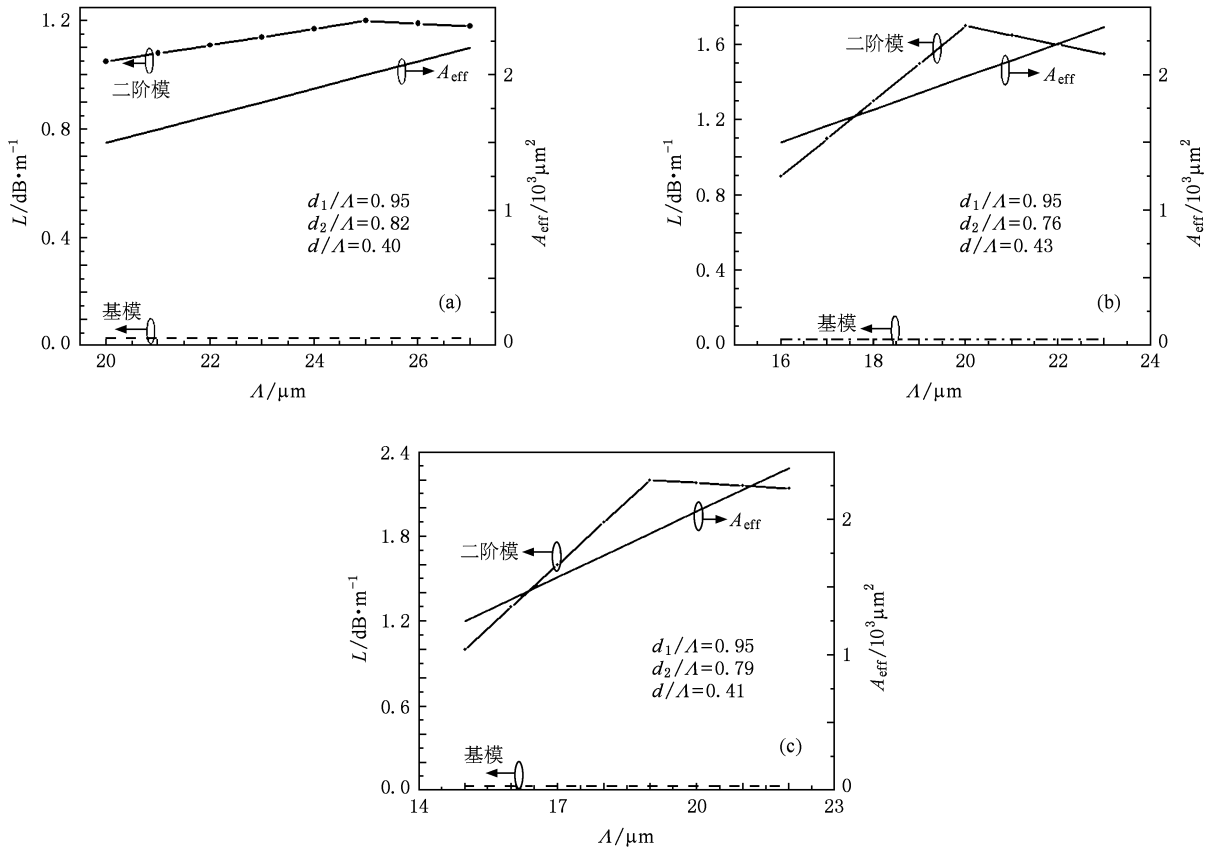 1.2
0.8
0.4
0.0
L/dB•m⁻¹
二阶模
A_eff
d₁/Λ=0.95
d₂/Λ=0.82
d/Λ=0.40
(a)
基模
2
1
0
A_eff/10³μm²
20 22 24 26
Λ/μm
1.6
1.2
0.8
0.4
0.0
L/dB•m⁻¹
二阶模
A_eff
d₁/Λ=0.95
d₂/Λ=0.76
d/Λ=0.43
(b)
基模
2
1
0
A_eff/10³μm²
16 18 20 22 24
Λ/μm
2.4
1.8
1.2
0.6
0.0
L/dB•m⁻¹
A_eff
二阶模
d₁/Λ=0.95
d₂/Λ=0.79
d/Λ=0.41
(c)
基模
2
1
0
A_eff/10³μm²
14 17 20 23
Λ/μm